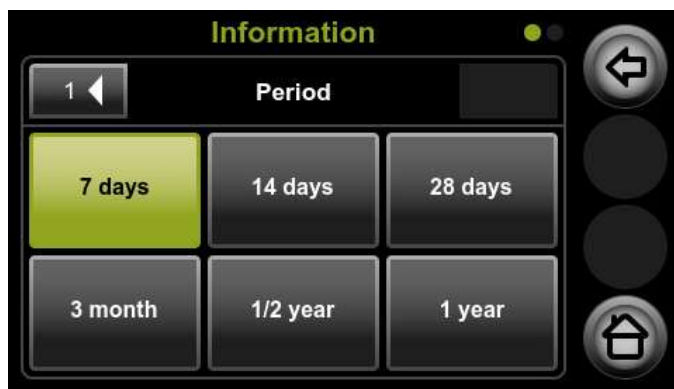 Information
1 Period
7 days 14 days 28 days
3 month 1/2 year 1 year